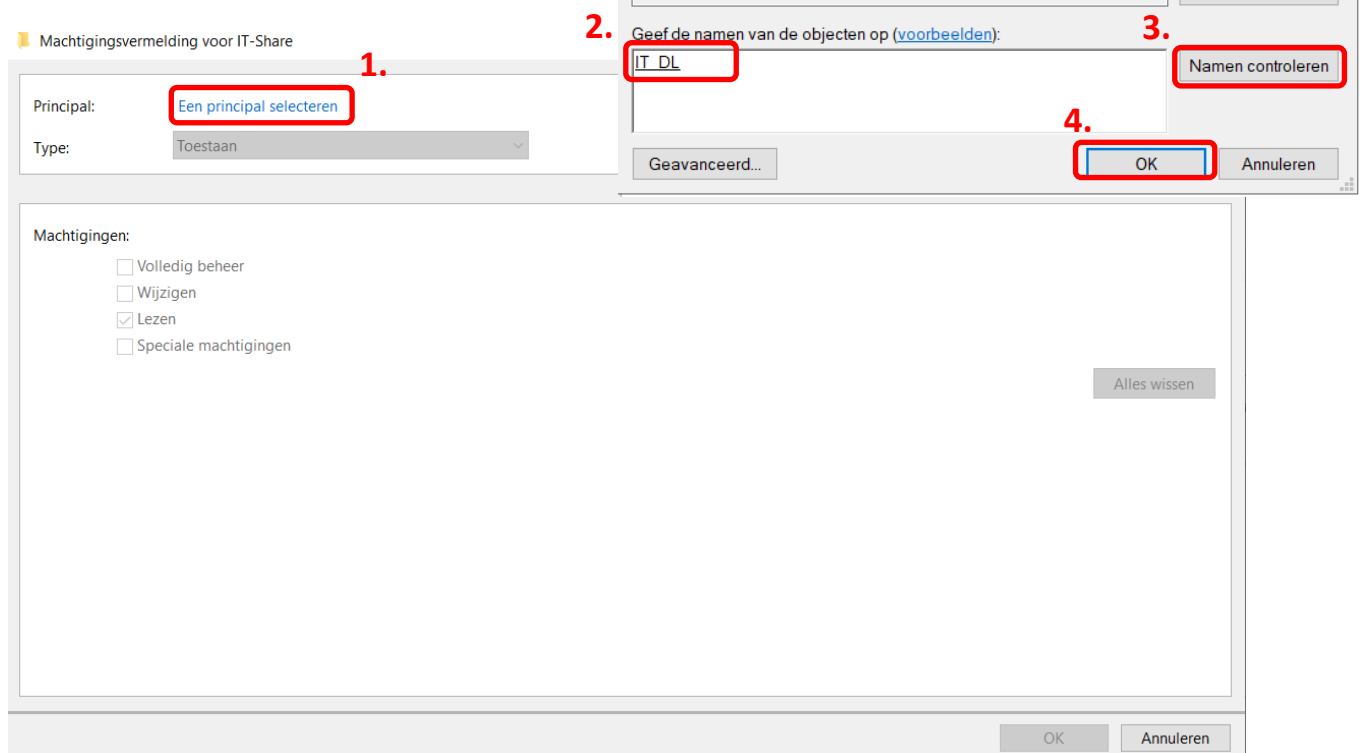 Machtigingsvermelding voor IT-Share
1.
Principal:
Een principal selecteren
Type:
Toestaan
2.
Geef de namen van de objecten op (voorbeelden):
IT_DL
3.
Namen controleren
4.
Geavanceerd...
OK
Annuleren
Machtigingen:
Volledig beheer
Wijzigen
Lezen
Speciale machtigingen
Alles wissen
OK
Annuleren